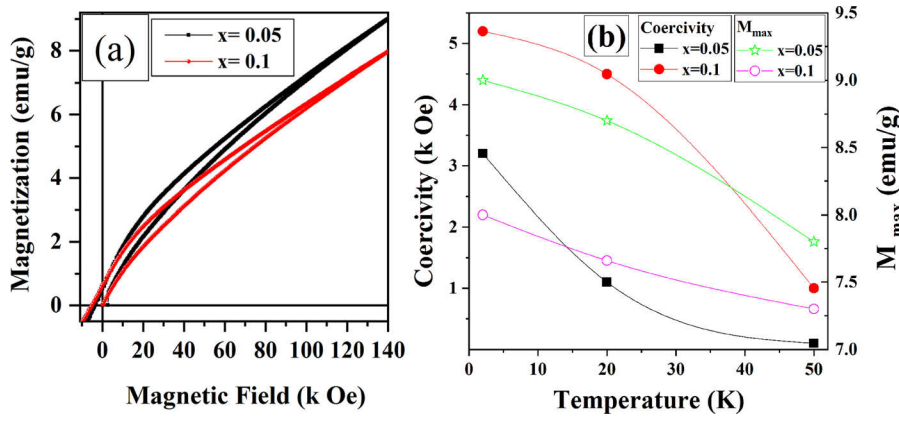 (a)
x= 0.05
x= 0.1
Magnetization (emu/g)
8
6
4
2
0
0 20 40 60 80 100 120 140
Magnetic Field (k Oe)
(b)
Coercivity
x=0.05
x=0.1
M max
x=0.05
x=0.1
Coercivity (k Oe)
5
4
3
2
1
0 10 20 30 40 50
Temperature (K)
9.5
9.0
8.5
8.0
7.5
7.0
M max (emu/g)